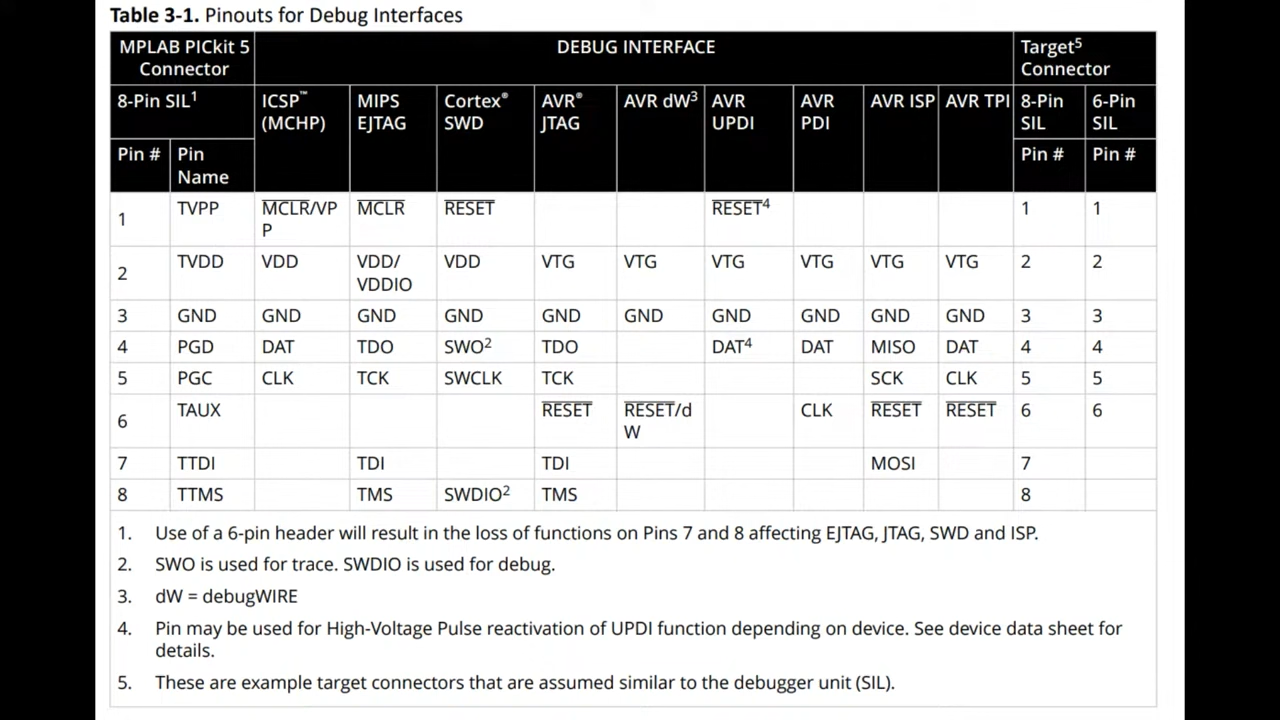 Table 3-1. Pinouts for Debug Interfaces
MPLAB PICkit 5 DEBUG INTERFACE Target5
Connector Connector
8-Pin SIL1 ICSP™ MIPS Cortex® AVR® AVR dW3 AVR AVR AVR ISP AVR TPI 8-Pin 6-Pin
(MCHP) EJTAG SWD JTAG UPDI PDI SIL SIL
Pin # Pin Pin # Pin #
Name
1 TVPP MCLR/VP MCLR RESET RESET4 1 1
P
2 TVDD VDD VDD/ VDD VTG VTG VTG VTG VTG VTG 2 2
VDDIO
3 GND GND GND GND GND GND GND GND GND GND 3 3
4 PGD DAT TDO SWO2 TDO DAT4 DAT MISO DAT 4 4
5 PGC CLK TCK SWCLK TCK SCK CLK 5 5
6 TAUX RESET RESET/d CLK RESET RESET 6 6
W
7 TTDI TDI TDI MOSI 7
8 TTMS TMS SWDIO2 TMS 8
1. Use of a 6-pin header will result in the loss of functions on Pins 7 and 8 affecting EJTAG, JTAG, SWD and ISP.
2. SWO is used for trace. SWDIO is used for debug.
3. dW = debugWIRE
4. Pin may be used for High-Voltage Pulse reactivation of UPDI function depending on device. See device data sheet for
details.
5. These are example target connectors that are assumed similar to the debugger unit (SIL).